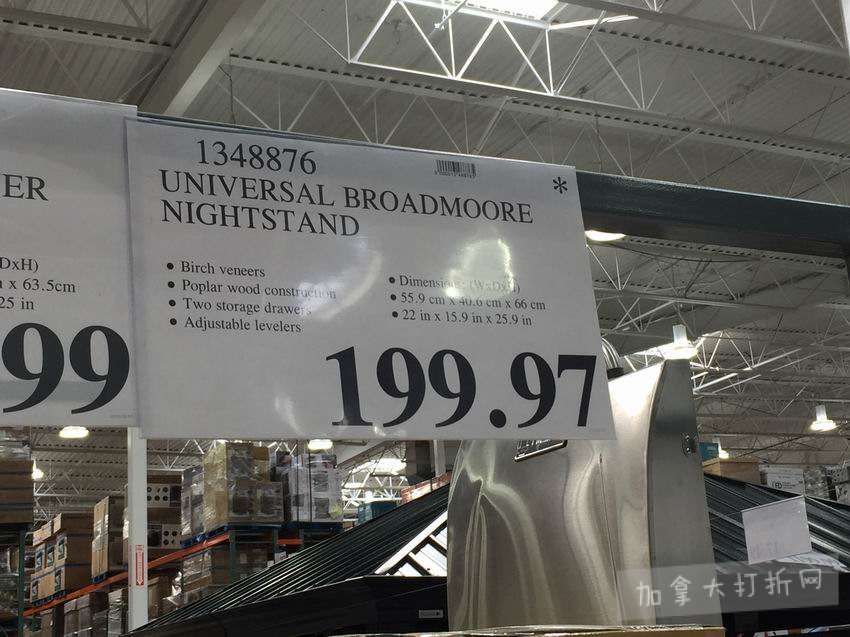 ER
DxH)
x 63.5cm
25 in
99
1348876
*
UNIVERSAL BROADMOORE
NIGHTSTAND
• Birch veneers
• Poplar wood construction
• Two storage drawers
• Adjustable levelers
• Dimensions (WxDxH)
• 55.9 cm x 40.6 cm x 66 cm
• 22 in x 15.9 in x 25.9 in
199.97
加拿大打折网